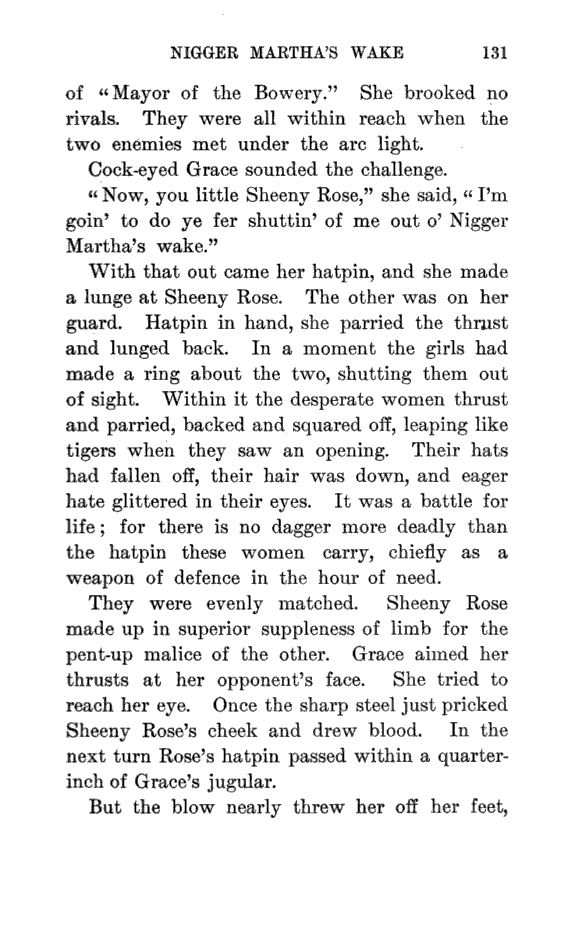 NIGGER MARTHA'S WAKE 131
of "Mayor of the Bowery." She brooked no
rivals. They were all within reach when the
two enemies met under the arc light.
Cock-eyed Grace sounded the challenge.
"Now, you little Sheeny Rose," she said, "I'm
goin' to do ye fer shuttin' of me out o' Nigger
Martha's wake."
With that out came her hatpin, and she made
a lunge at Sheeny Rose. The other was on her
guard. Hatpin in hand, she parried the thrust
and lunged back. In a moment the girls had
made a ring about the two, shutting them out
of sight. Within it the desperate women thrust
and parried, backed and squared off, leaping like
tigers when they saw an opening. Their hats
had fallen off, their hair was down, and eager
hate glittered in their eyes. It was a battle for
life; for there is no dagger more deadly than
the hatpin these women carry, chiefly as a
weapon of defence in the hour of need.
They were evenly matched. Sheeny Rose
made up in superior suppleness of limb for the
pent-up malice of the other. Grace aimed her
thrusts at her opponent's face. She tried to
reach her eye. Once the sharp steel just pricked
Sheeny Rose's cheek and drew blood. In the
next turn Rose's hatpin passed within a quarter-
inch of Grace's jugular.
But the blow nearly threw her off her feet,